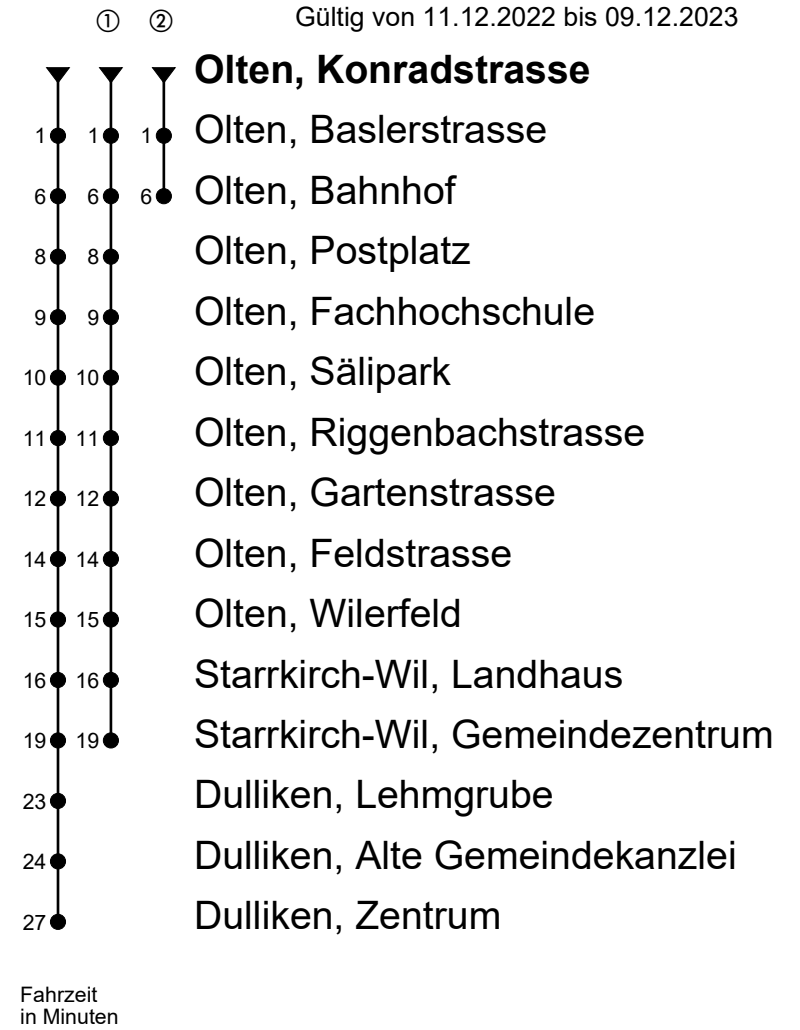 ① ② Gültig von 11.12.2022 bis 09.12.2023
Olten, Konradstrasse
1 1 1 Olten, Baslerstrasse
6 6 6 Olten, Bahnhof
8 8 Olten, Postplatz
9 9 Olten, Fachhochschule
10 10 Olten, Sälipark
11 11 Olten, Riggenbachstrasse
12 12 Olten, Gartenstrasse
14 14 Olten, Feldstrasse
15 15 Olten, Wilerfeld
16 16 Starrkirch-Wil, Landhaus
19 19 Starrkirch-Wil, Gemeindezentrum
23 Dulliken, Lehmgrube
24 Dulliken, Alte Gemeindekanzlei
27 Dulliken, Zentrum
Fahrzeit
in Minuten